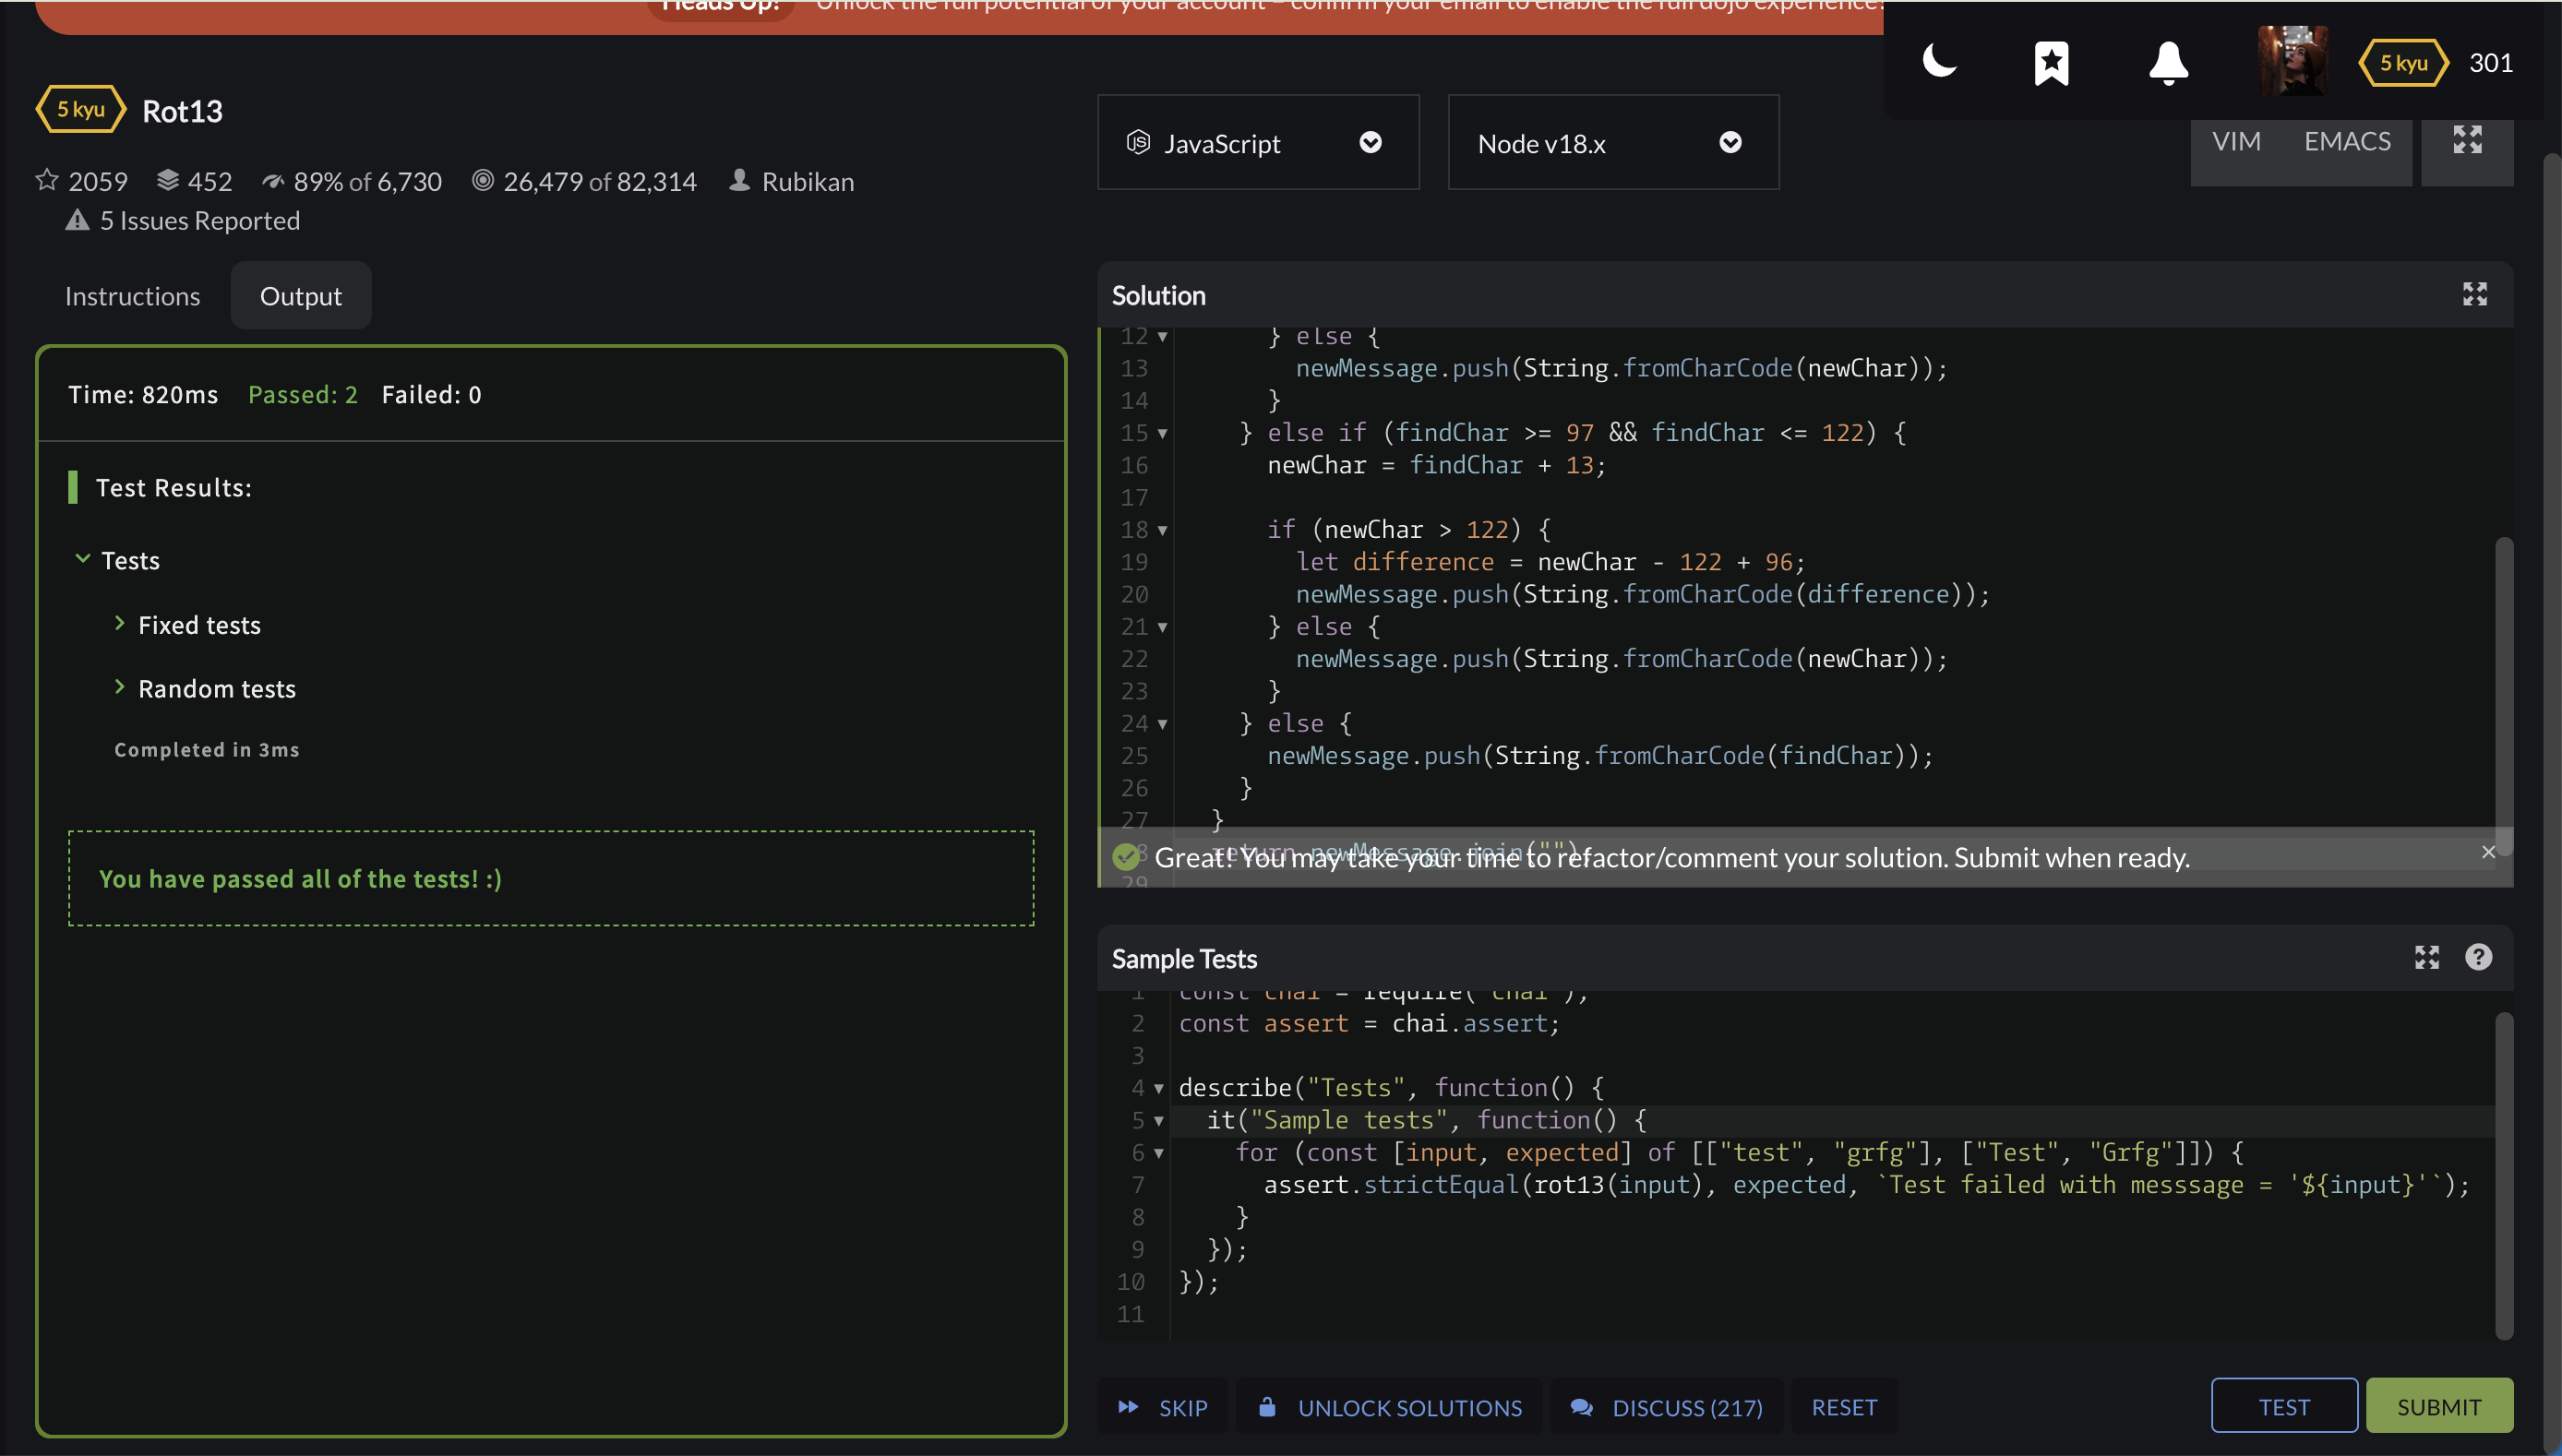 Heads Up! Unlock the full potential of your account – confirm your email to enable the full dojo experience.
5 kyu 301
5 kyu Rot13
2059 452 89% of 6,730 26,479 of 82,314 Rubikan
5 Issues Reported
JavaScript Node v18.x VIM EMACS
Instructions Output
Time: 820ms Passed: 2 Failed: 0
Test Results:
Tests
Fixed tests
Random tests
Completed in 3ms
You have passed all of the tests! :)
Solution
12 } else {
13 newMessage.push(String.fromCharCode(newChar));
14 }
15 } else if (findChar >= 97 && findChar <= 122) {
16 newChar = findChar + 13;
17
18 if (newChar > 122) {
19 let difference = newChar - 122 + 96;
20 newMessage.push(String.fromCharCode(difference));
21 } else {
22 newMessage.push(String.fromCharCode(newChar));
23 }
24 } else {
25 newMessage.push(String.fromCharCode(findChar));
26 }
27 }
28 return newMessage.join("")
Great! You may take your time to refactor/comment your solution. Submit when ready.
29
Sample Tests
1 const chai = require("chai");
2 const assert = chai.assert;
3
4 describe("Tests", function() {
5 it("Sample tests", function() {
6 for (const [input, expected] of [["test", "grfg"], ["Test", "Grfg"]]) {
7 assert.strictEqual(rot13(input), expected, `Test failed with messsage = '${input}'`);
8 }
9 });
10 });
11
SKIP UNLOCK SOLUTIONS DISCUSS (217) RESET TEST SUBMIT